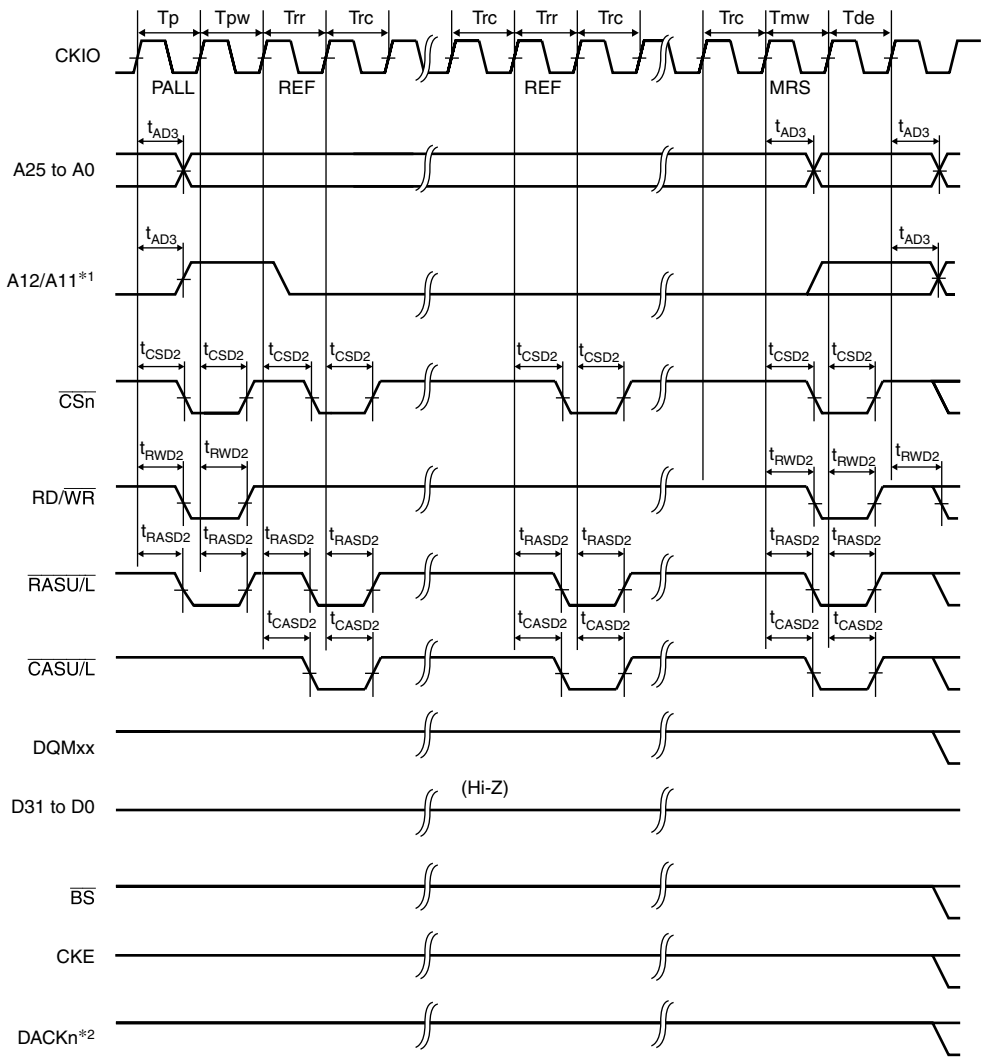 Tp Tpw Trr Trc Trc Trr Trc Trc Tmw Tde
CKIO
PALL REF REF MRS
tAD3 tAD3 tAD3
A25 to A0
tAD3 tAD3
A12/A11*1
tCSD2 tCSD2 tCSD2 tCSD2 tCSD2 tCSD2 tCSD2 tCSD2
CSn
tRWD2 tRWD2 tRWD2 tRWD2 tRWD2
RD/WR
tRASD2 tRASD2 tRASD2 tRASD2 tRASD2 tRASD2 tRASD2 tRASD2
RASU/L
tCASD2 tCASD2 tCASD2 tCASD2 tCASD2 tCASD2
CASU/L
DQMxx
(Hi-Z)
D31 to D0
BS
CKE
DACKn*2